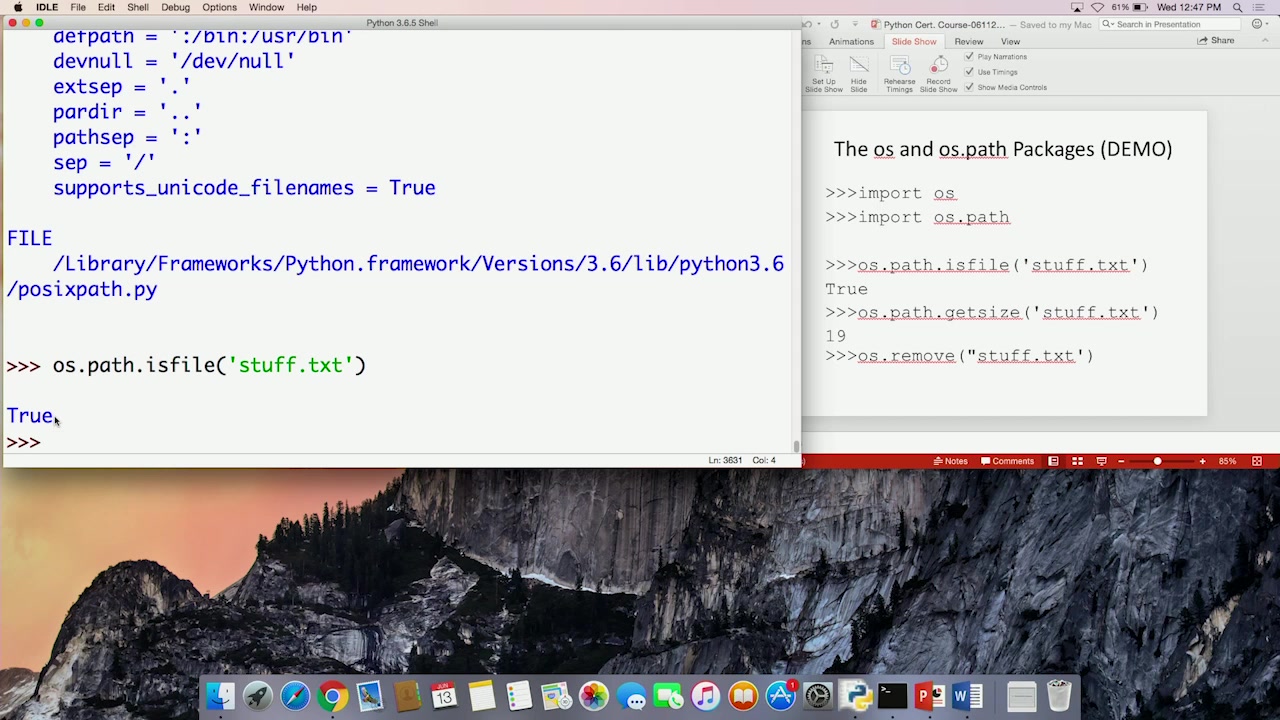 IDLE File Edit Shell Debug Options Window Help
61% Wed 12:47 PM
Python 3.6.5 Shell
defpath = ':/bin:/usr/bin'
devnull = '/dev/null'
extsep = '.'
pardir = '..'
pathsep = ':'
sep = '/'
supports_unicode_filenames = True
FILE
/Library/Frameworks/Python.framework/Versions/3.6/lib/python3.6
/posixpath.py
>>> os.path.isfile('stuff.txt')
True
>>>
Ln: 3631 Col: 4
Python Cert. Course-06112... — Saved to my Mac
Search in Presentation
ns Animations Slide Show Review View
Share
Set Up
Slide Show
Hide
Slide
Rehearse
Timings
Record
Slide Show
Play Narrations
Use Timings
Show Media Controls
The os and os.path Packages (DEMO)
>>>import os
>>>import os.path
>>>os.path.isfile('stuff.txt')
True
>>>os.path.getsize('stuff.txt')
19
>>>os.remove("stuff.txt')
Notes Comments 85%
JUN
13
1